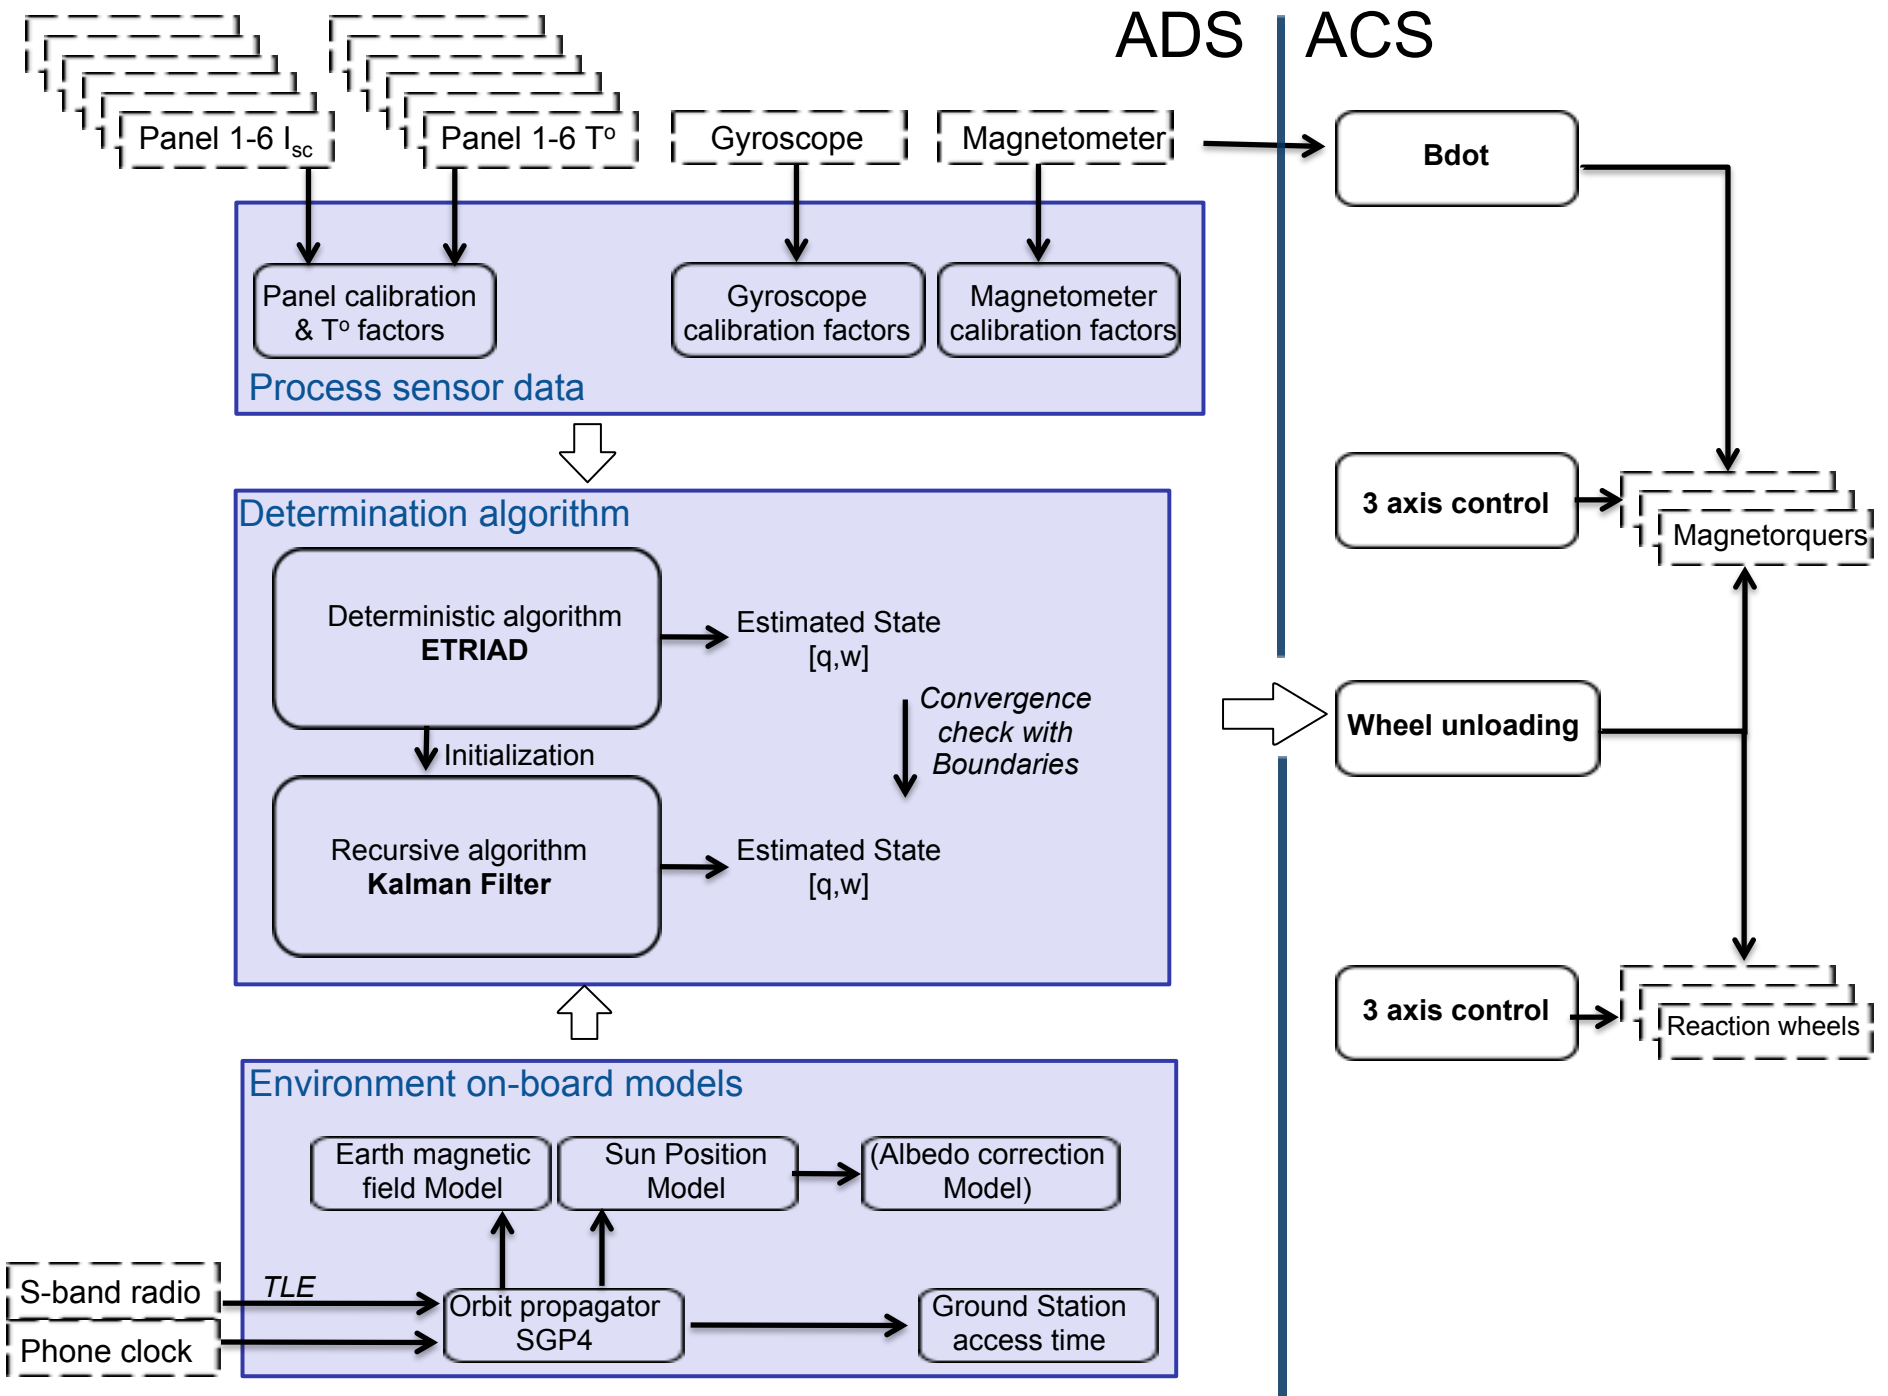 ADS
ACS
Panel 1-6 Isc
Panel 1-6 To
Gyroscope
Magnetometer
Bdot
Panel calibration
& To factors
Gyroscope
calibration factors
Magnetometer
calibration factors
Process sensor data
Determination algorithm
3 axis control
Magnetorquers
Deterministic algorithm
ETRIAD
Estimated State
[q,w]
Convergence
check with
Boundaries
Initialization
Wheel unloading
Recursive algorithm
Kalman Filter
Estimated State
[q,w]
3 axis control
Reaction wheels
Environment on-board models
Earth magnetic
field Model
Sun Position
Model
(Albedo correction
Model)
S-band radio
TLE
Phone clock
Orbit propagator
SGP4
Ground Station
access time